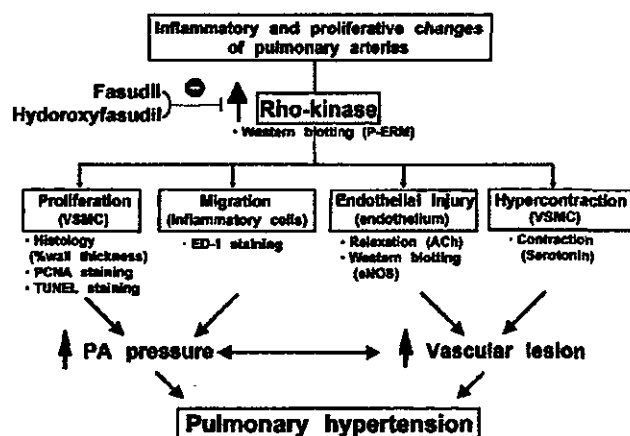 Inflammatory and proliferative changes
of pulmonary arteries
Fasudil
Hydoroxyfasudil
Rho-kinase
• Western blotting (P-ERM)
Proliferation
(VSMC)
• Histology
(%wall thickness)
• PCNA staining
• TUNEL staining
Migration
(inflammatory cells)
• ED-1 staining
Endothelial Injury
(endothelium)
• Relaxation (ACh)
• Western blotting
(eNOS)
Hypercontraction
(VSMC)
• Contraction
(Serotonin)
PA pressure
Vascular lesion
Pulmonary hypertension